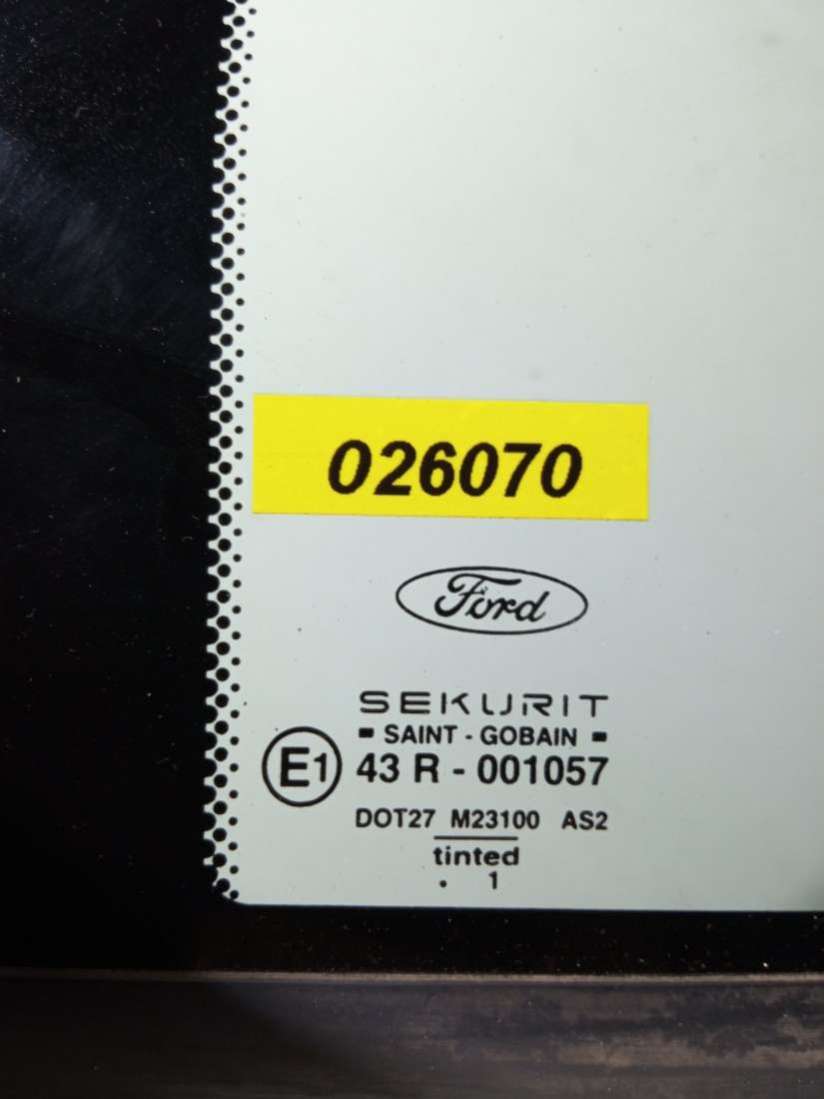 026070
Ford
SEKURIT
SAINT - GOBAIN
E1 43 R - 001057
DOT27 M23100 AS2
tinted
. 1